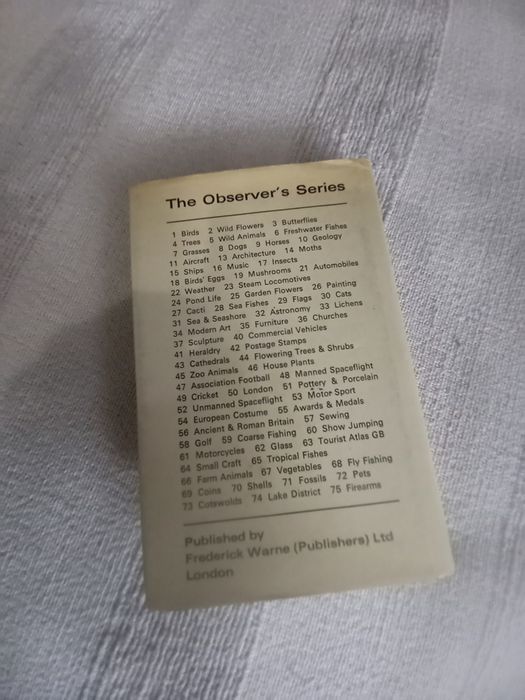 The Observer's Series
1 Birds 2 Wild Flowers 3 Butterflies
4 Trees 5 Wild Animals 6 Freshwater Fishes
7 Grasses 8 Dogs 9 Horses 10 Geology
11 Aircraft 13 Architecture 14 Moths
15 Ships 16 Music 17 Insects
18 Birds' Eggs 19 Mushrooms 21 Automobiles
22 Weather 23 Steam Locomotives
24 Pond Life 25 Garden Flowers 26 Painting
27 Cacti 28 Sea Fishes 29 Flags 30 Cats
31 Sea & Seashore 32 Astronomy 33 Lichens
34 Modern Art 35 Furniture 36 Churches
37 Sculpture 40 Commercial Vehicles
41 Heraldry 42 Postage Stamps
43 Cathedrals 44 Flowering Trees & Shrubs
45 Zoo Animals 46 House Plants
47 Association Football 48 Manned Spaceflight
49 Cricket 50 London 51 Pottery & Porcelain
52 Unmanned Spaceflight 53 Motor Sport
54 European Costume 55 Awards & Medals
56 Ancient & Roman Britain 57 Sewing
58 Golf 59 Coarse Fishing 60 Show Jumping
61 Motorcycles 62 Glass 63 Tourist Atlas GB
64 Small Craft 65 Tropical Fishes
66 Farm Animals 67 Vegetables 68 Fly Fishing
69 Coins 70 Shells 71 Fossils 72 Pets
73 Cotswolds 74 Lake District 75 Firearms
Published by
Frederick Warne (Publishers) Ltd
London